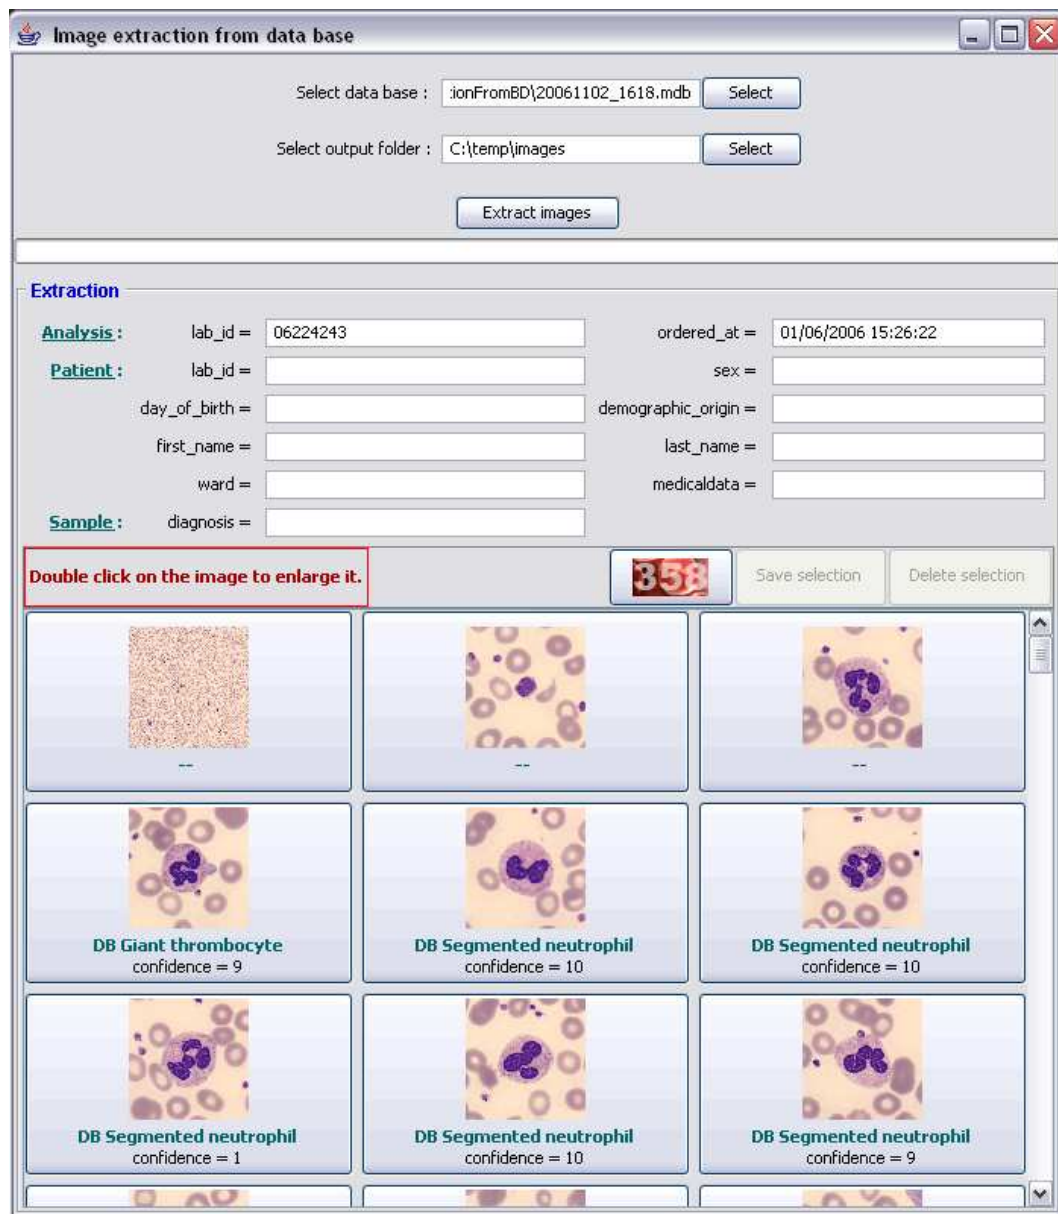 Image extraction from data base
Select data base : :ionFromBD\20061102_1618.mdb Select
Select output folder : C:\temp\images Select
Extract images
Extraction
Analysis : lab_id = 06224243 ordered_at = 01/06/2006 15:26:22
Patient : lab_id = sex =
day_of_birth = demographic_origin =
first_name = last_name =
ward = medicaldata =
Sample : diagnosis =
Double click on the image to enlarge it. 358 Save selection Delete selection
-- -- --
DB Giant thrombocyte DB Segmented neutrophil DB Segmented neutrophil
confidence = 9 confidence = 10 confidence = 10
DB Segmented neutrophil DB Segmented neutrophil DB Segmented neutrophil
confidence = 1 confidence = 10 confidence = 9